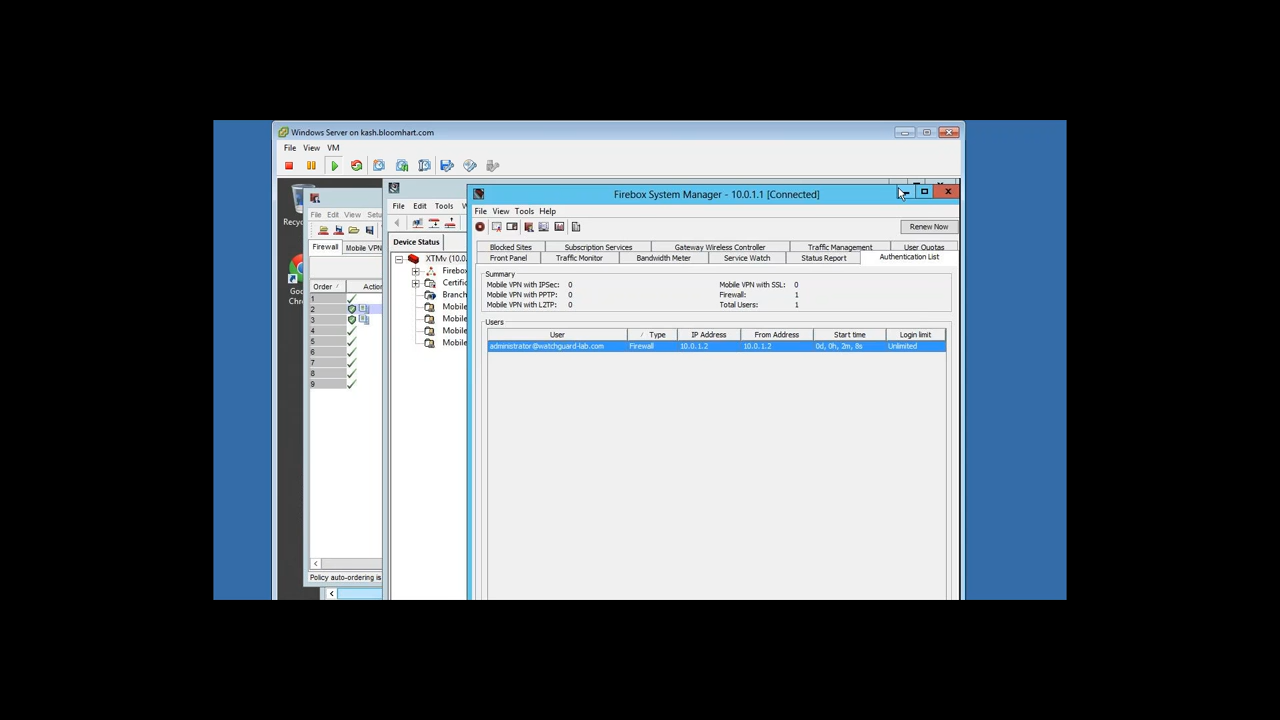 Windows Server on kash.bloomhart.com
File View VM
Recyc
Goo
Chro
File Edit View Setu
Firewall Mobile VPN
Order / Action
1
2
3
4
5
6
7
8
9
Policy auto-ordering is
File Edit Tools W
Device Status
XTMv (10.0.
Firebox
Certific
Branch
Mobile
Mobile
Mobile
Mobile
Firebox System Manager - 10.0.1.1 [Connected]
File View Tools Help
Renew Now
Blocked Sites Subscription Services Gateway Wireless Controller Traffic Management User Quotas
Front Panel Traffic Monitor Bandwidth Meter Service Watch Status Report Authentication List
Summary
Mobile VPN with IPSec: 0 Mobile VPN with SSL: 0
Mobile VPN with PPTP: 0 Firewall: 1
Mobile VPN with L2TP: 0 Total Users: 1
Users
User / Type IP Address From Address Start time Login limit
administrator@watchguard-lab.com Firewall 10.0.1.2 10.0.1.2 0d, 0h, 2m, 8s Unlimited